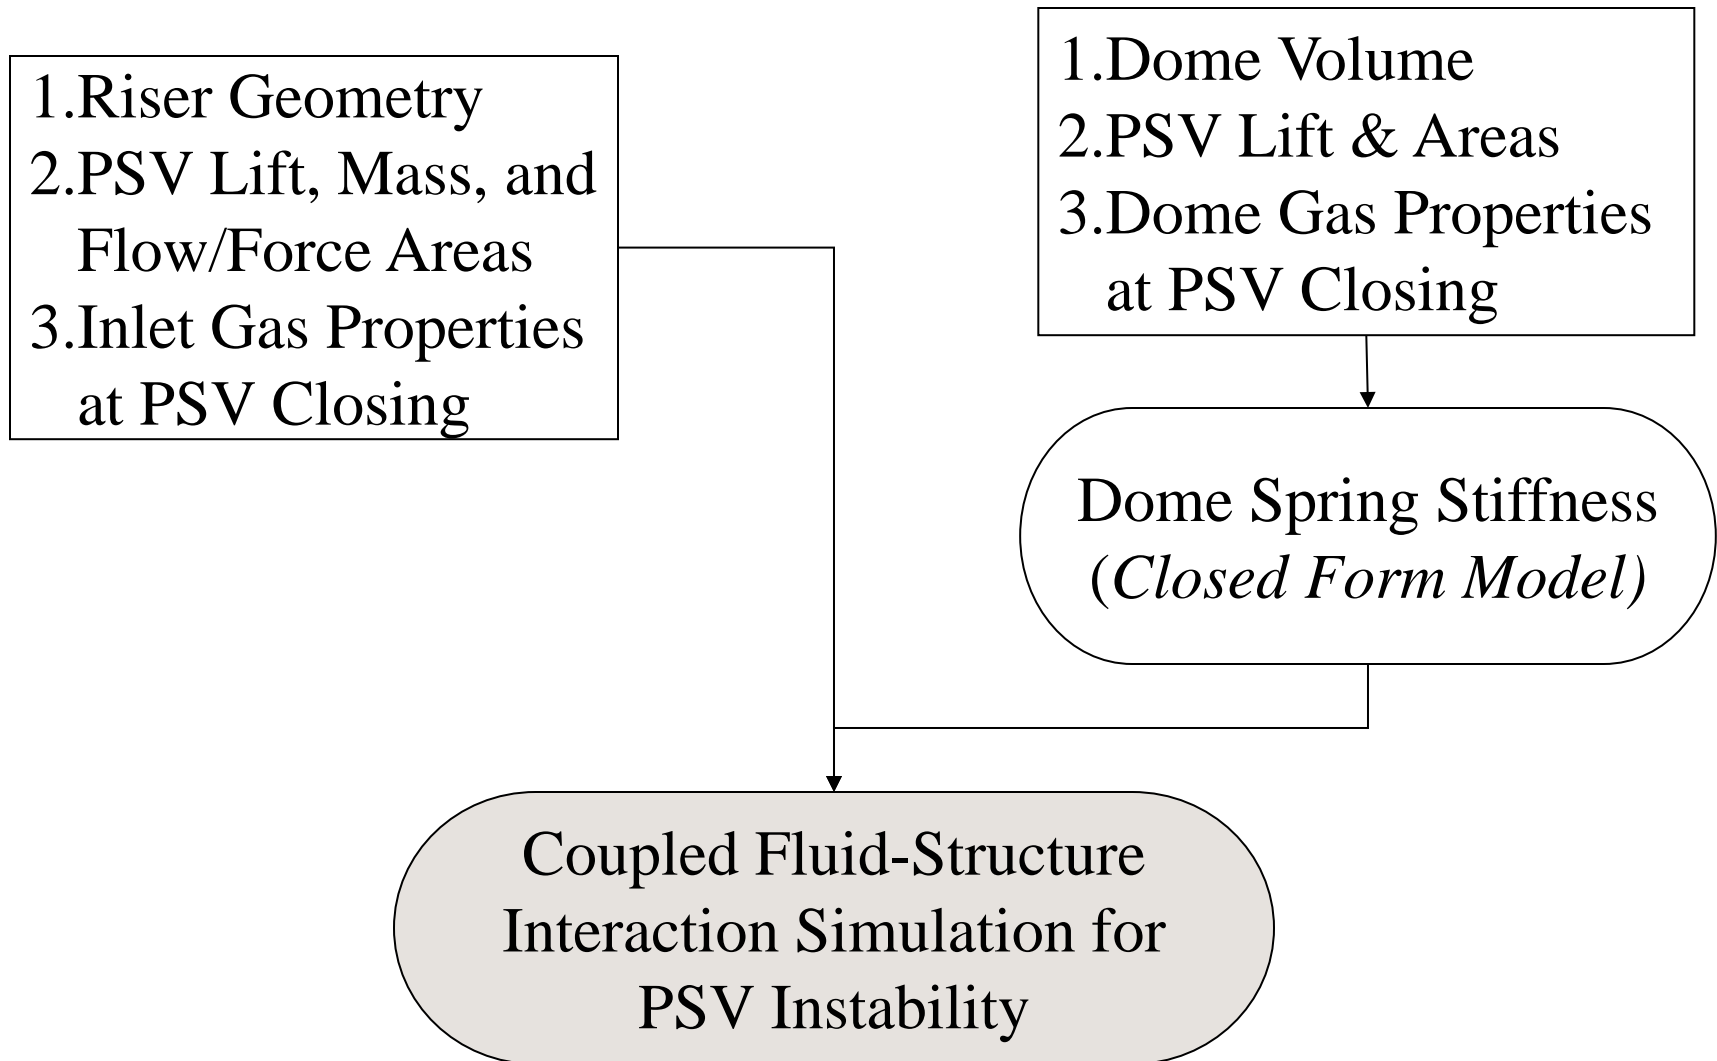 1.Riser Geometry
2.PSV Lift, Mass, and
Flow/Force Areas
3.Inlet Gas Properties
at PSV Closing
1.Dome Volume
2.PSV Lift & Areas
3.Dome Gas Properties
at PSV Closing
Dome Spring Stiffness
(Closed Form Model)
Coupled Fluid-Structure
Interaction Simulation for
PSV Instability